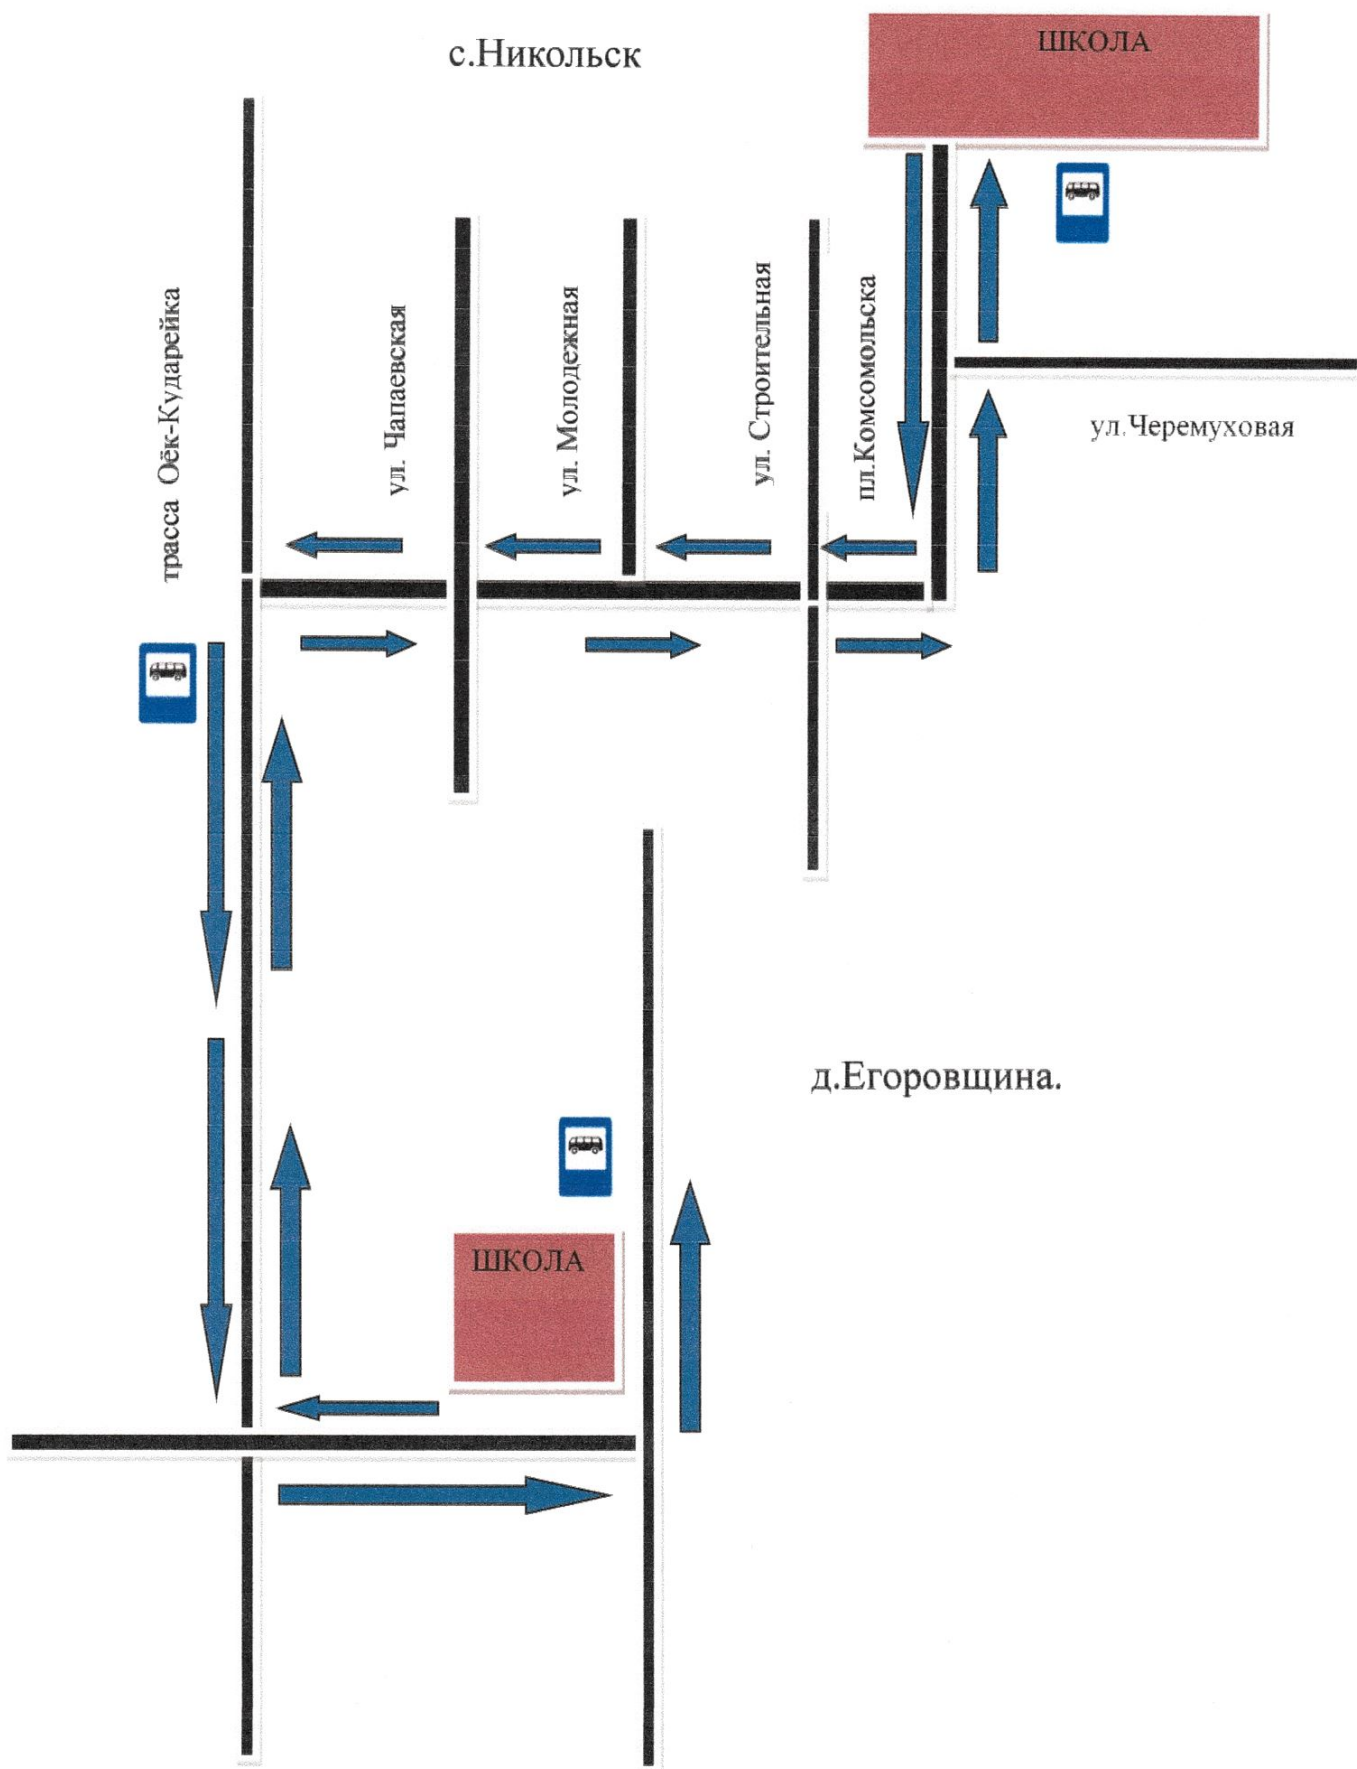 с.Никольск
ШКОЛА
трасса Оёк-Кударейка
ул. Чапаевская
ул. Молодежная
ул. Строительная
пл.Комсомольска
ул.Черемуховая
д.Егоровщина.
ШКОЛА